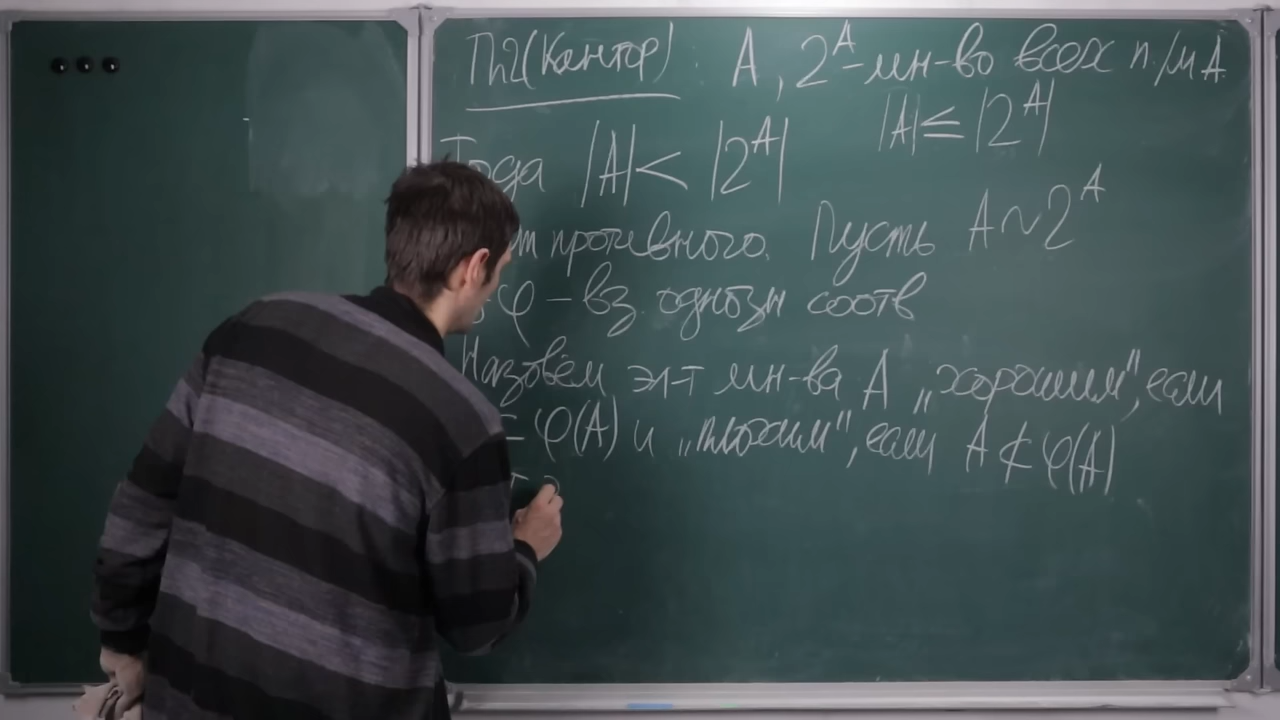 Th2(Кантор): A, 2^A – мн-во всех п/м A.
|A| ≤ |2^A|
Тогда |A| < |2^A|
от противного. Пусть A ~ 2^A
φ – вз однозн соотв
Назовём эл-т мн-ва A „хорошим", если
φ(A) и „плохим", если A ⊄ φ(A)